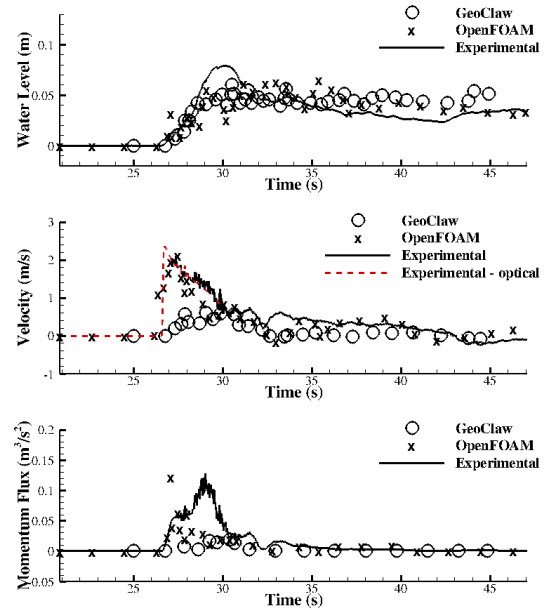 GeoClaw
OpenFOAM
Experimental
Water Level (m)
0.1
0.05
0
25 30 35 40 45
Time (s)
GeoClaw
OpenFOAM
Experimental
Experimental - optical
Velocity (m/s)
3
2
1
0
-1
25 30 35 40 45
Time (s)
GeoClaw
OpenFOAM
Experimental
Momentum Flux (m³/s²)
0.2
0.15
0.1
0.05
0
-0.05
25 30 35 40 45
Time (s)